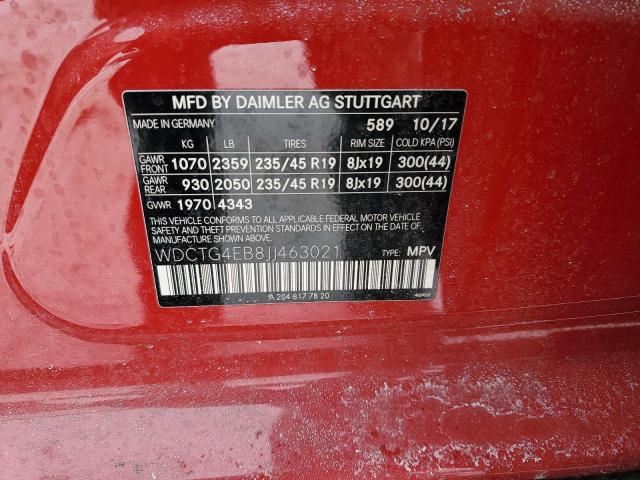 MFD BY DAIMLER AG STUTTGART
MADE IN GERMANY 589 10/17
KG LB TIRES RIM SIZE COLD KPA (PSI)
GAWR FRONT 1070 2359 235/45 R19 8Jx19 300(44)
GAWR REAR 930 2050 235/45 R19 8Jx19 300(44)
GVWR 1970 4343
THIS VEHICLE CONFORMS TO ALL APPLICABLE FEDERAL MOTOR VEHICLE
SAFETY AND THEFT PREVENTION STANDARDS IN EFFECT ON THE DATE
OF MANUFACTURE SHOWN ABOVE.
WDCTG4EB8JJ463021 TYPE: MPV
A 204 817 78 20